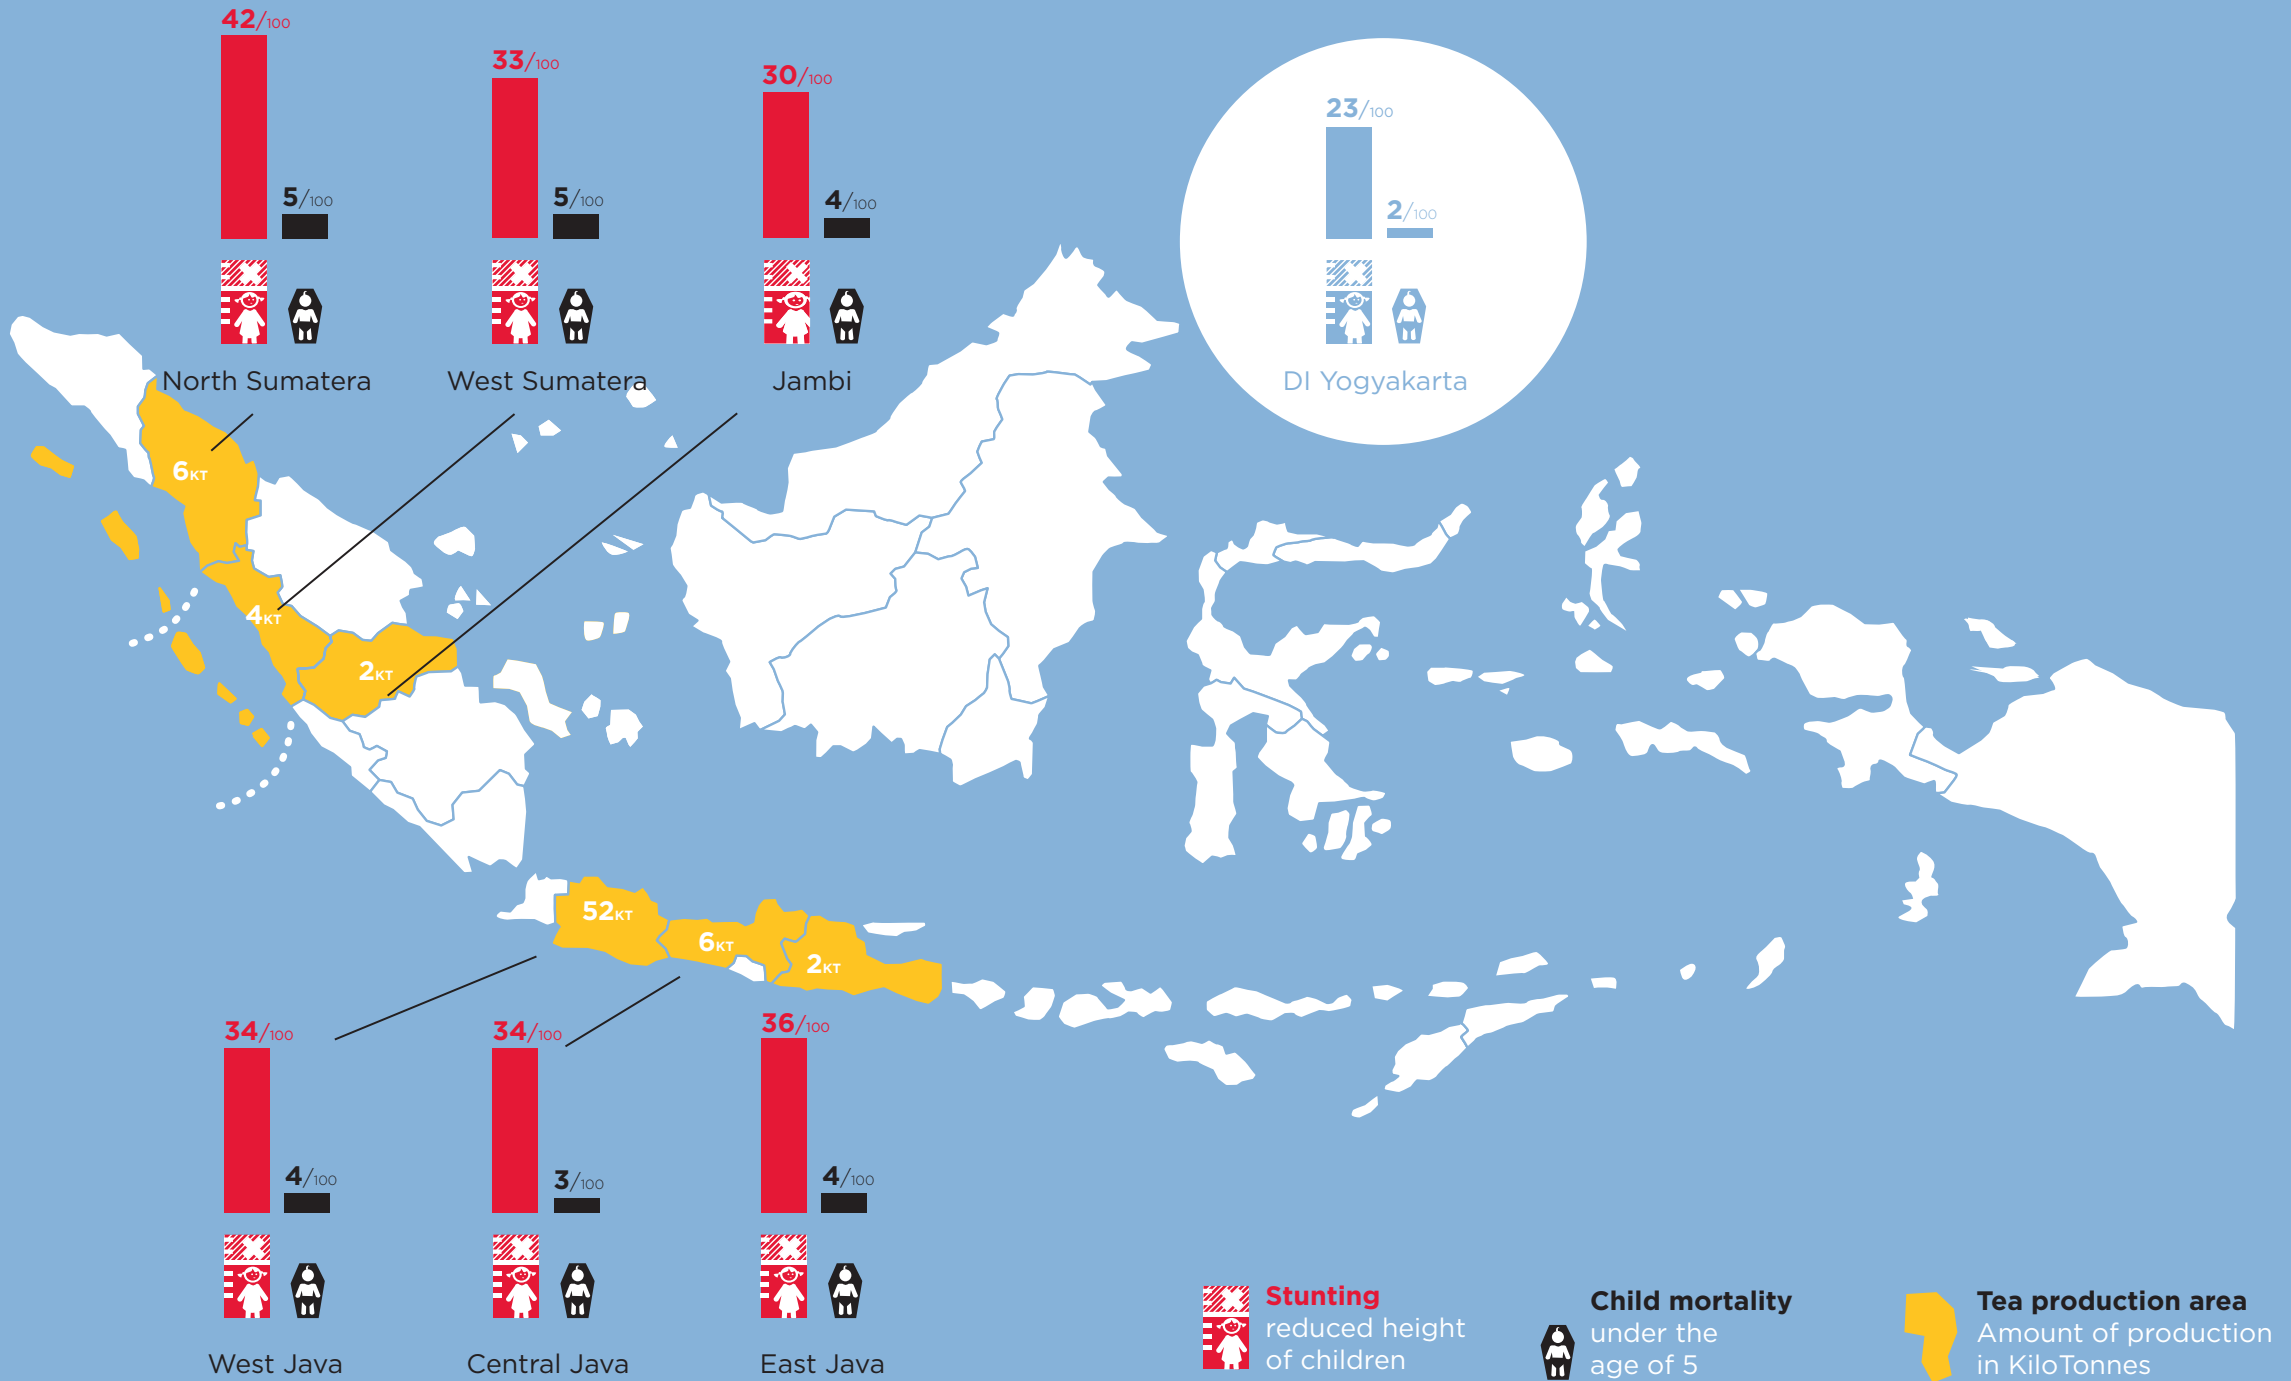 42/100
5/100
North Sumatera
33/100
5/100
West Sumatera
30/100
4/100
Jambi
23/100
2/100
DI Yogyakarta
6KT
4KT
2KT
52KT
6KT
2KT
34/100
4/100
West Java
34/100
3/100
Central Java
36/100
4/100
East Java
Stunting
reduced height
of children
Child mortality
under the
age of 5
Tea production area
Amount of production
in KiloTonnes